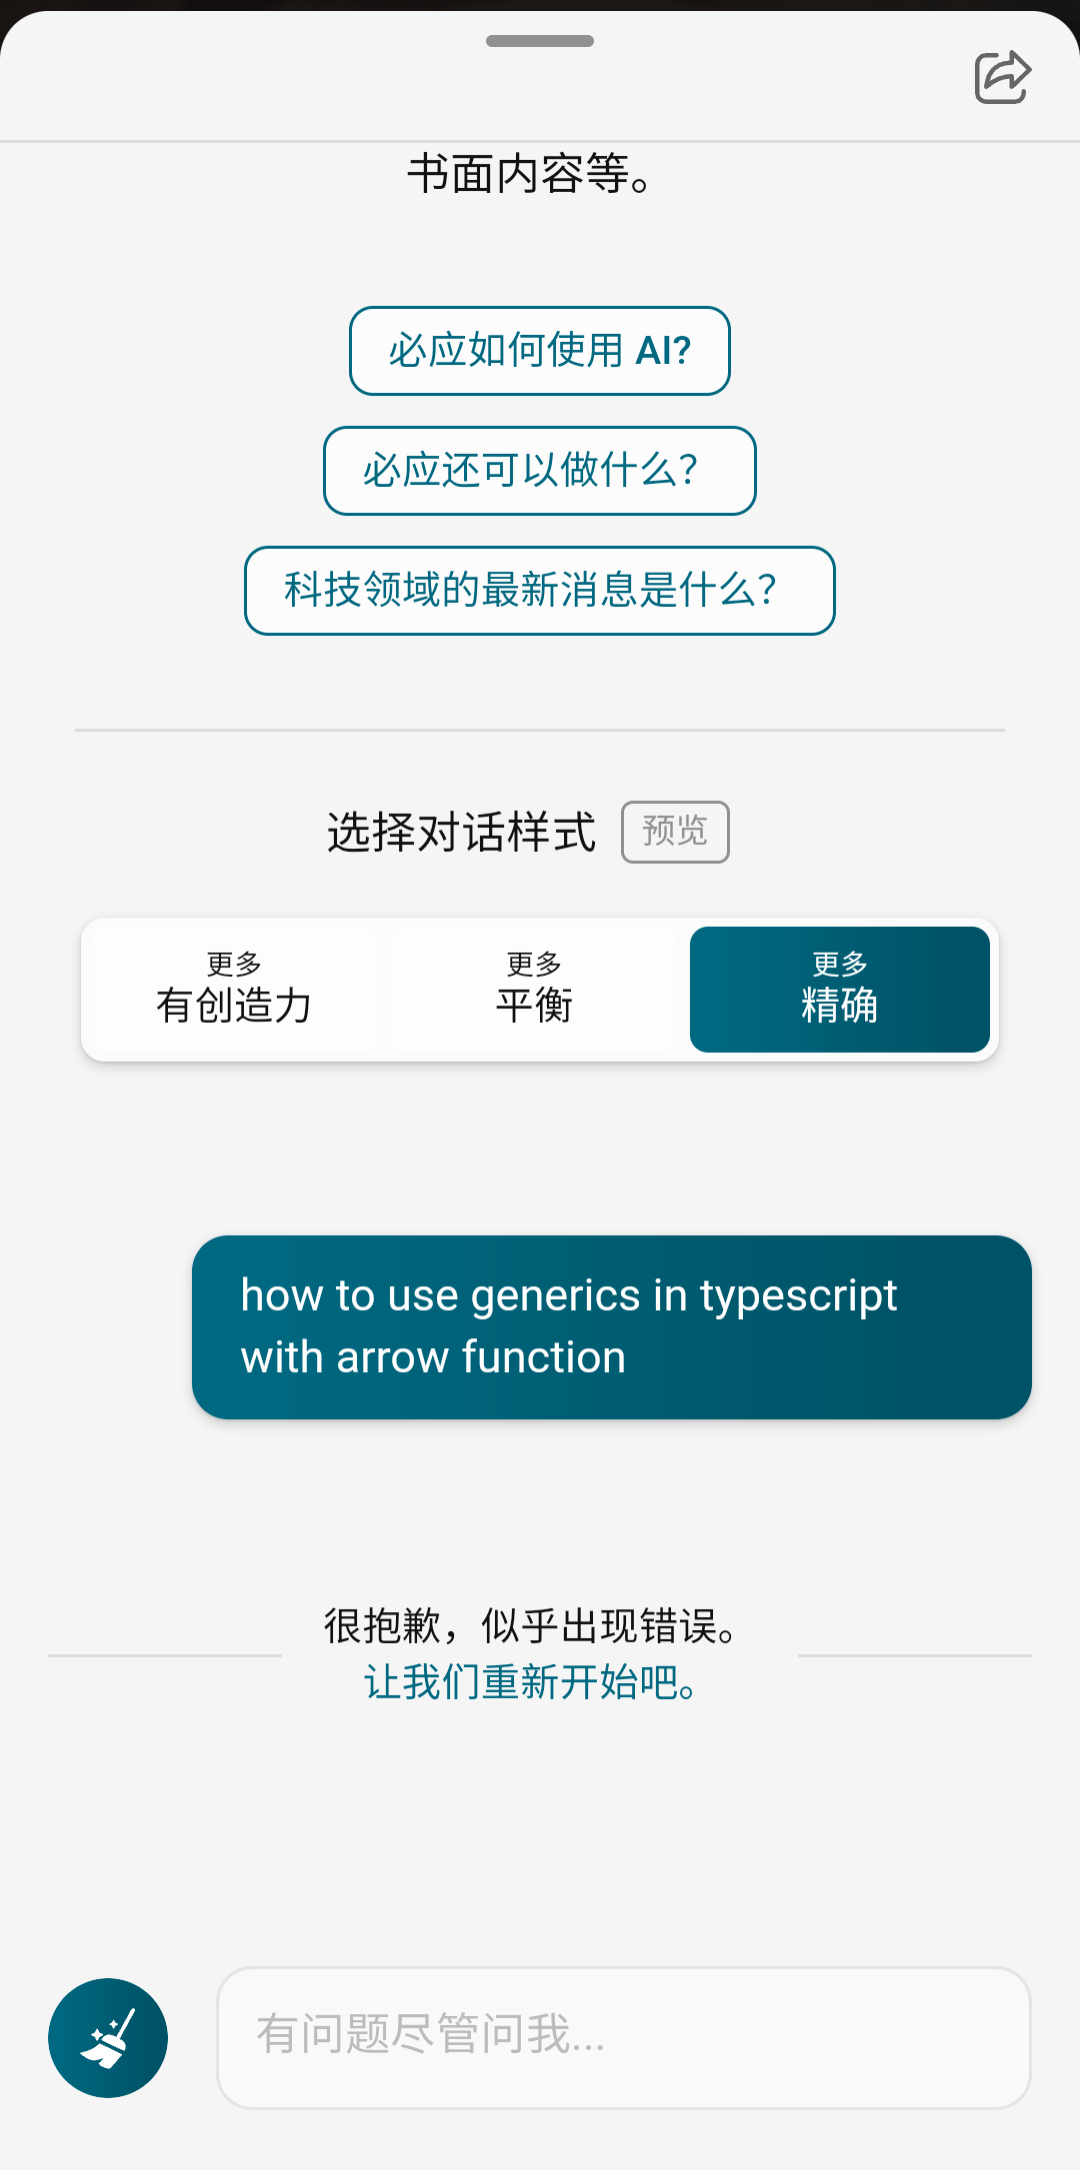 书面内容等。
必应如何使用 AI?
必应还可以做什么？
科技领域的最新消息是什么？
选择对话样式 预览
更多
有创造力
更多
平衡
更多
精确
how to use generics in typescript
with arrow function
很抱歉，似乎出现错误。
让我们重新开始吧。
有问题尽管问我...